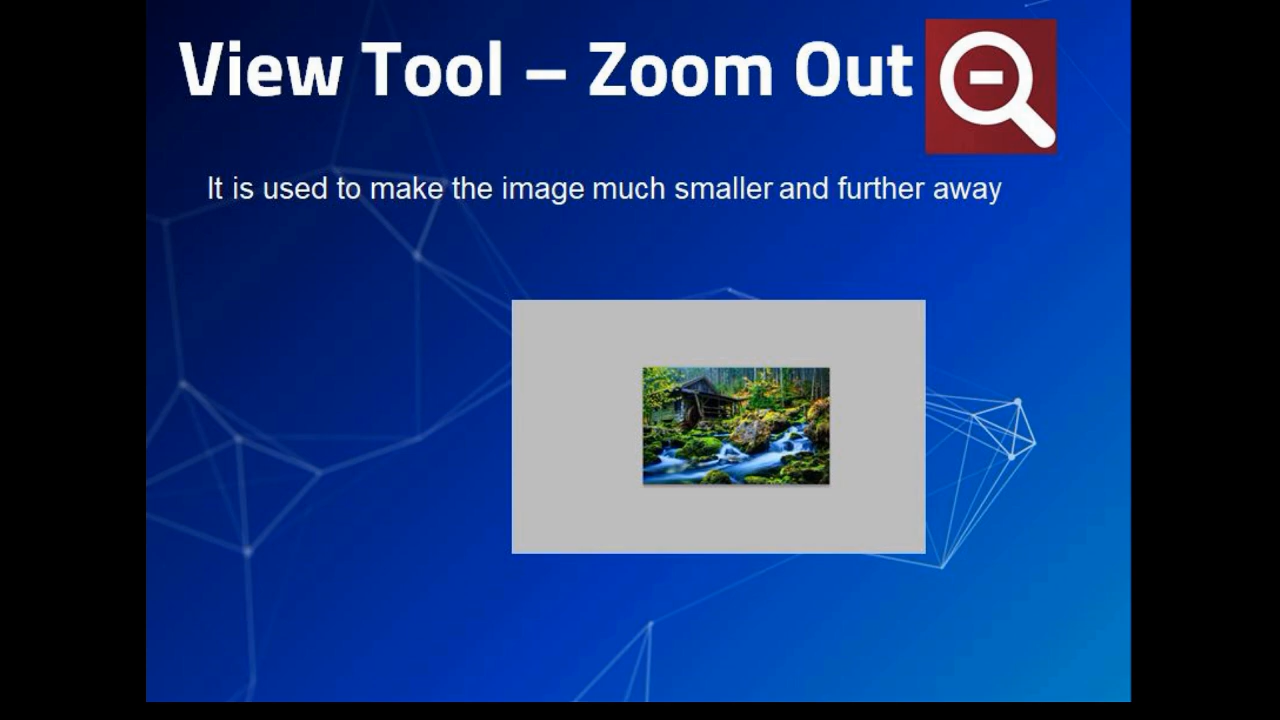 View Tool – Zoom Out
It is used to make the image much smaller and further away